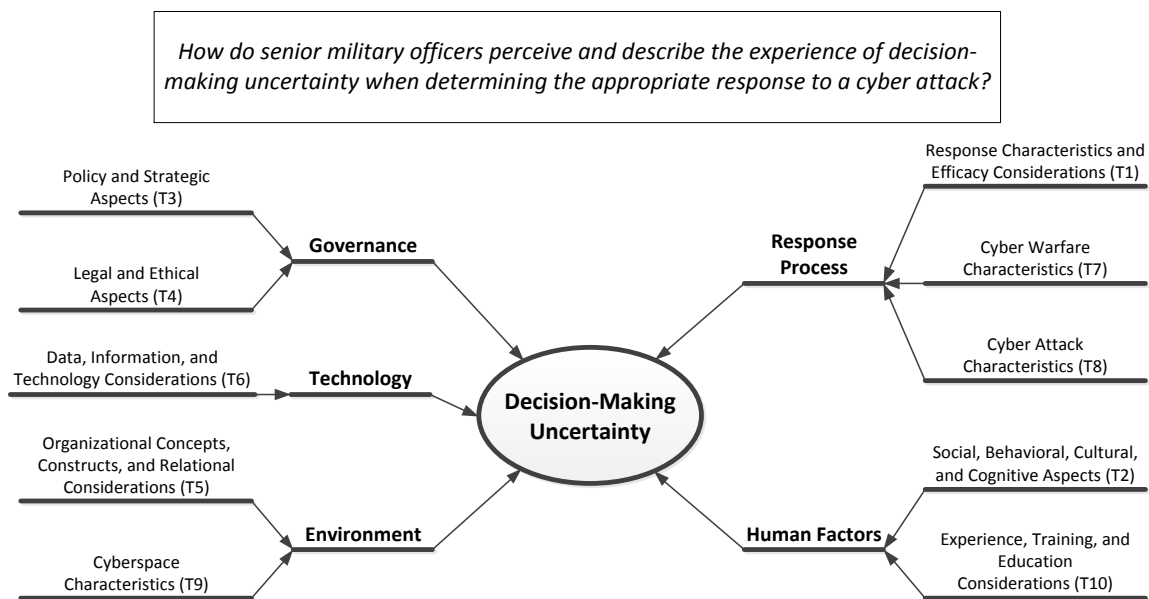 How do senior military officers perceive and describe the experience of decision-
making uncertainty when determining the appropriate response to a cyber attack?
Policy and Strategic
Aspects (T3)
Legal and Ethical
Aspects (T4)
Governance
Data, Information, and
Technology Considerations (T6)
Technology
Organizational Concepts,
Constructs, and Relational
Considerations (T5)
Cyberspace
Characteristics (T9)
Environment
Decision-Making
Uncertainty
Response
Process
Response Characteristics and
Efficacy Considerations (T1)
Cyber Warfare
Characteristics (T7)
Cyber Attack
Characteristics (T8)
Human Factors
Social, Behavioral, Cultural,
and Cognitive Aspects (T2)
Experience, Training, and
Education
Considerations (T10)